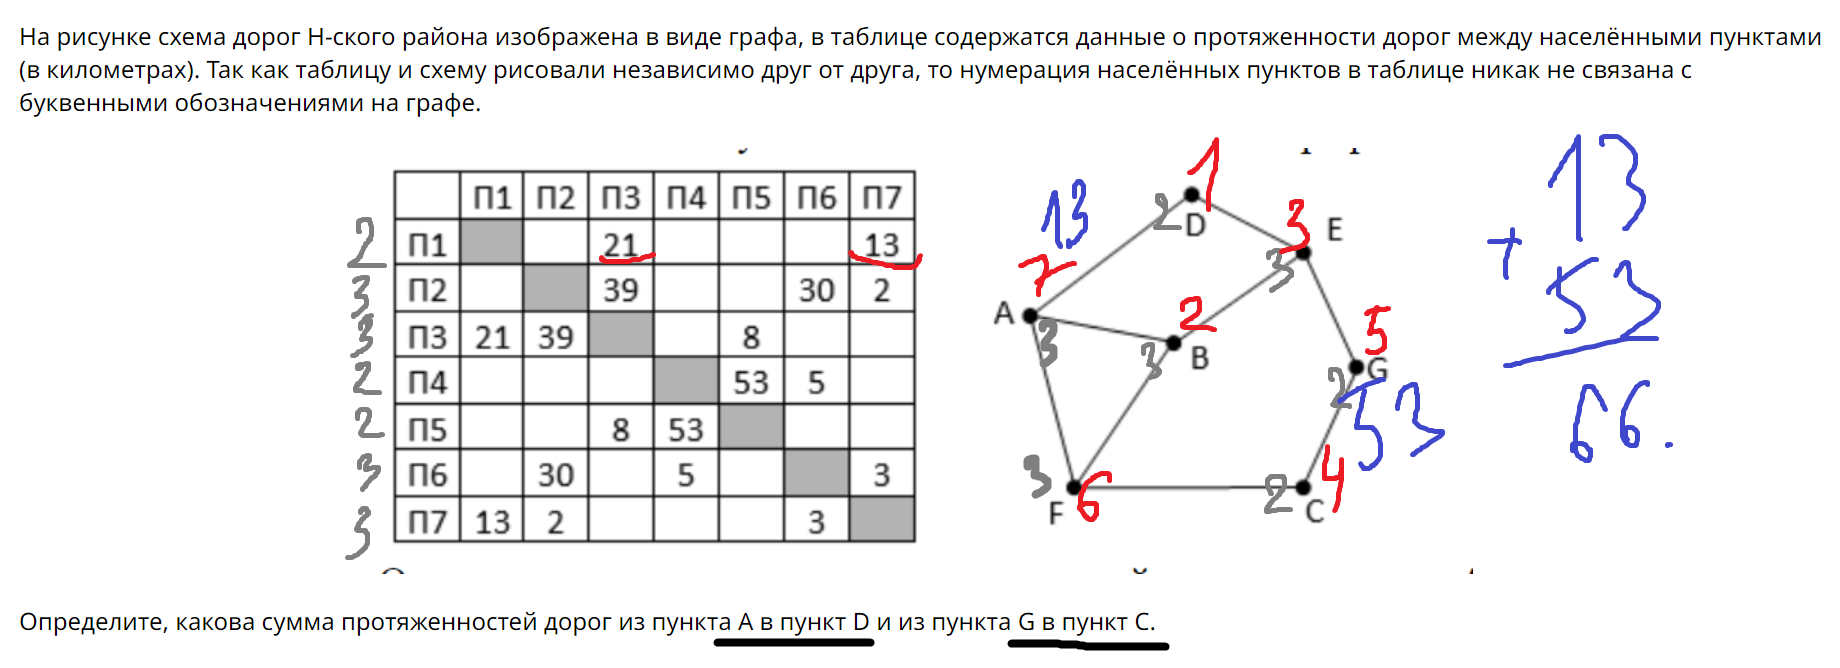 На рисунке схема дорог Н-ского района изображена в виде графа, в таблице содержатся данные о протяженности дорог между населёнными пунктами
(в километрах). Так как таблицу и схему рисовали независимо друг от друга, то нумерация населённых пунктов в таблице никак не связана с
буквенными обозначениями на графе.
П1 П2 П3 П4 П5 П6 П7
2 П1 21 13
3 П2 39 30 2
3 П3 21 39 8
2 П4 53 5
2 П5 8 53
3 П6 30 5 3
3 П7 13 2 3
1
2 D
13
3 E
3
7
A
3
2
3 B
5
2 G
53
3
F 6
2 C 4
13
+
53
66.
Определите, какова сумма протяженностей дорог из пункта A в пункт D и из пункта G в пункт C.